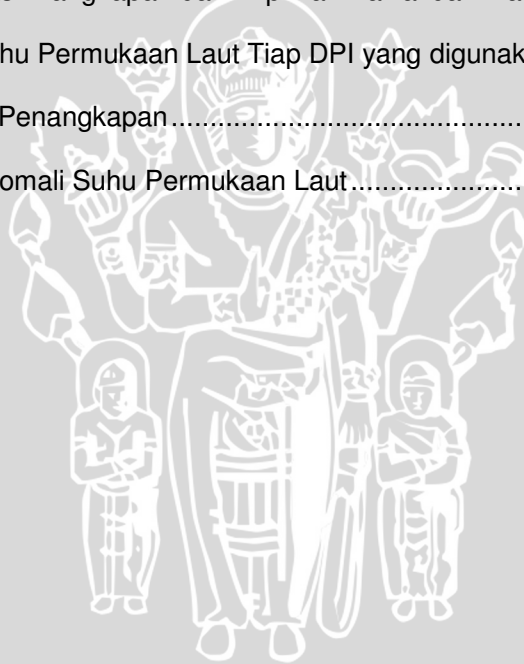 hu Permukaan Laut Tiap DPI yang digunak
Penangkapan.......................................
omali Suhu Permukaan Laut......................